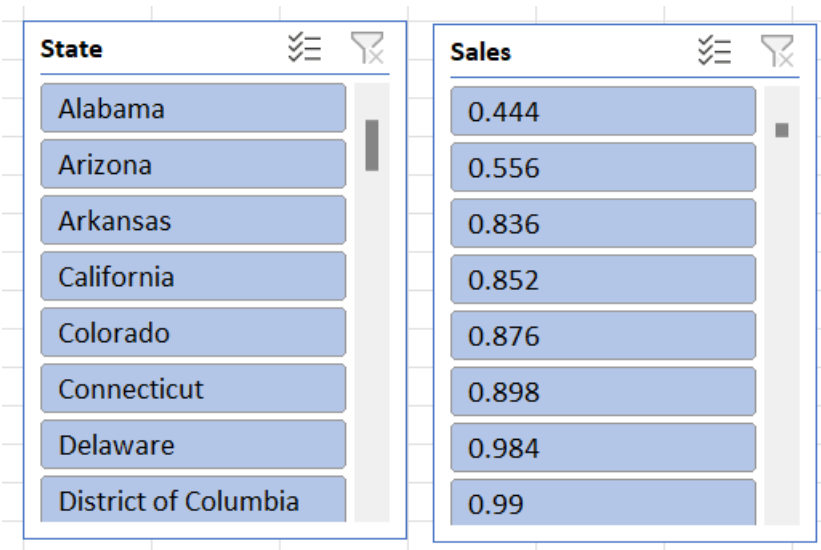 State
Alabama
Arizona
Arkansas
California
Colorado
Connecticut
Delaware
District of Columbia
Sales
0.444
0.556
0.836
0.852
0.876
0.898
0.984
0.99